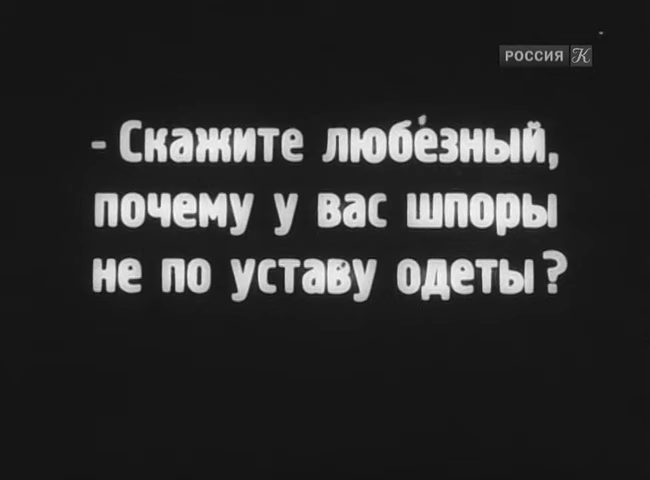 РОССИЯ К
- Скажите любезный,
почему у вас шпоры
не по уставу одеты?